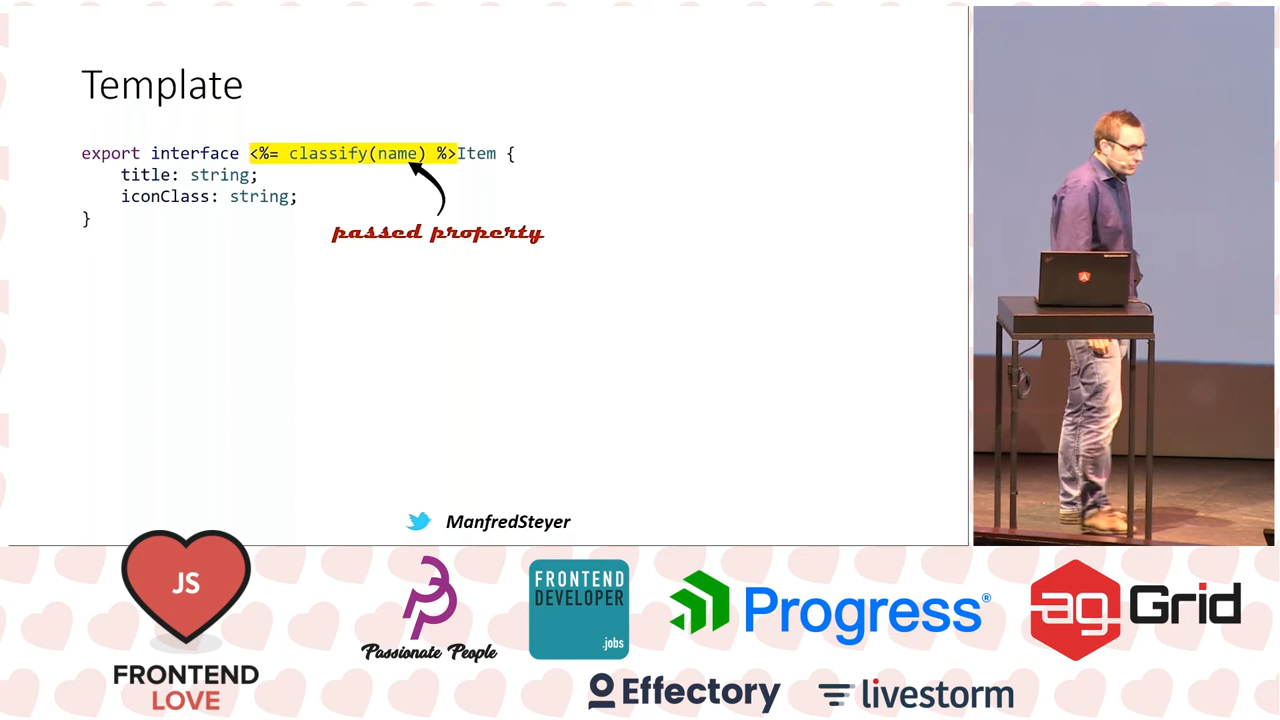 Template
export interface <%= classify(name) %>Item {
title: string;
iconClass: string;
}
passed property
ManfredSteyer
JS
FRONTEND
LOVE
Passionate People
FRONTEND
DEVELOPER
.jobs
Progress®
ag Grid
Effectory
livestorm